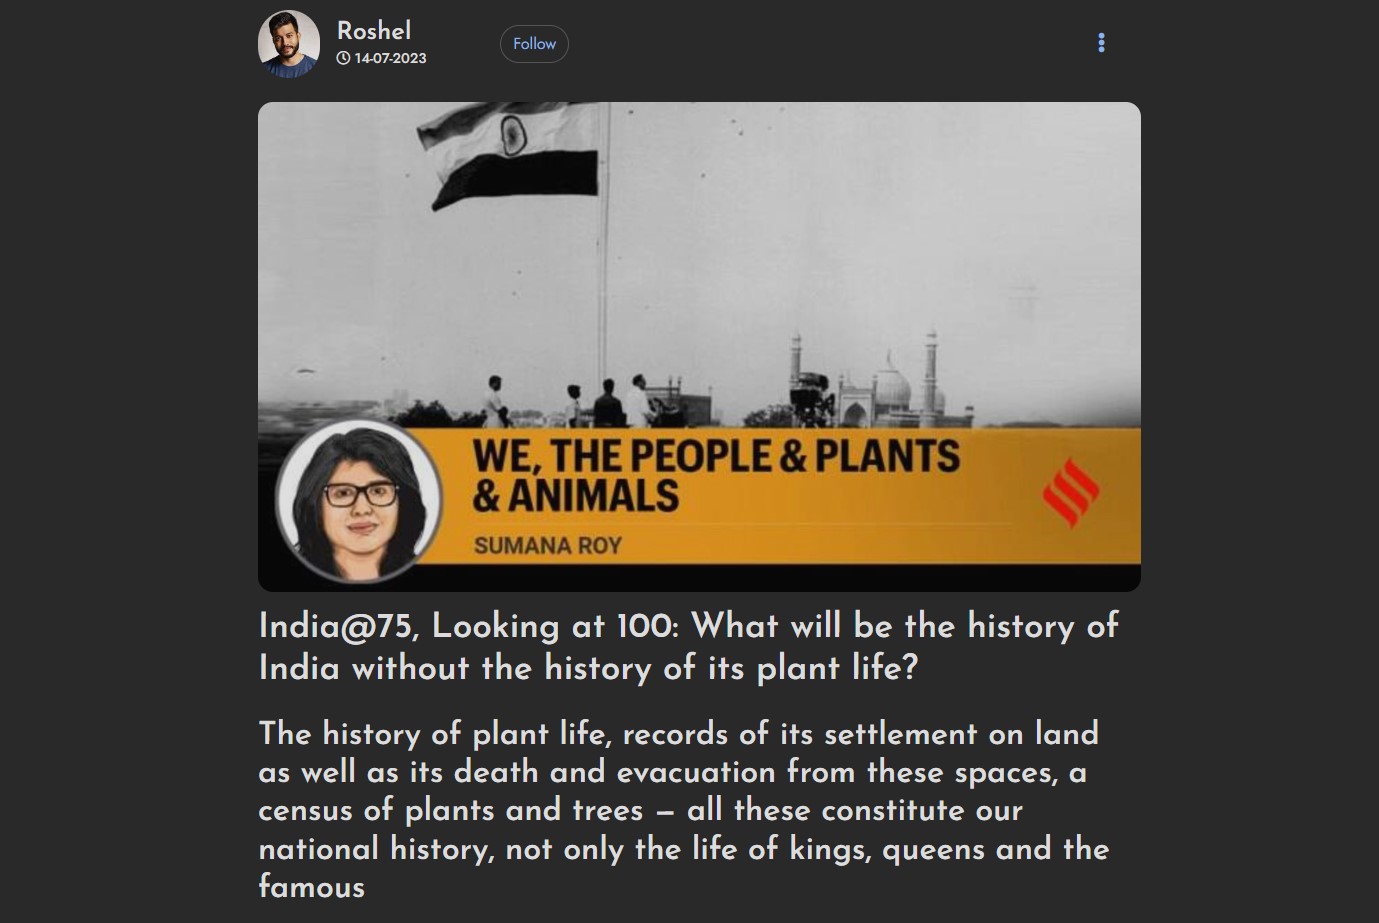 Roshel
14-07-2023
Follow
WE, THE PEOPLE & PLANTS
& ANIMALS
SUMANA ROY
India@75, Looking at 100: What will be the history of
India without the history of its plant life?
The history of plant life, records of its settlement on land
as well as its death and evacuation from these spaces, a
census of plants and trees – all these constitute our
national history, not only the life of kings, queens and the
famous